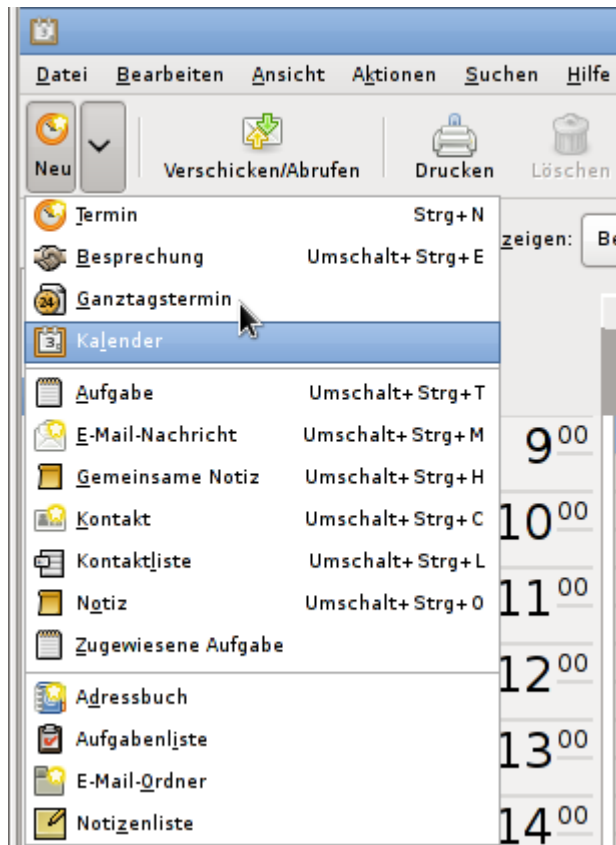 Datei Bearbeiten Ansicht Aktionen Suchen Hilfe
Neu Verschicken/Abrufen Drucken Löschen
Termin Strg+N
zeigen: Be
Besprechung Umschalt+Strg+E
Ganztagstermin
Kalender
Aufgabe Umschalt+Strg+T
E-Mail-Nachricht Umschalt+Strg+M
9 00
Gemeinsame Notiz Umschalt+Strg+H
Kontakt Umschalt+Strg+C
10 00
Kontaktliste Umschalt+Strg+L
Notiz Umschalt+Strg+O
11 00
Zugewiesene Aufgabe
12 00
Adressbuch
Aufgabenliste
13 00
E-Mail-Ordner
Notizenliste
14 00